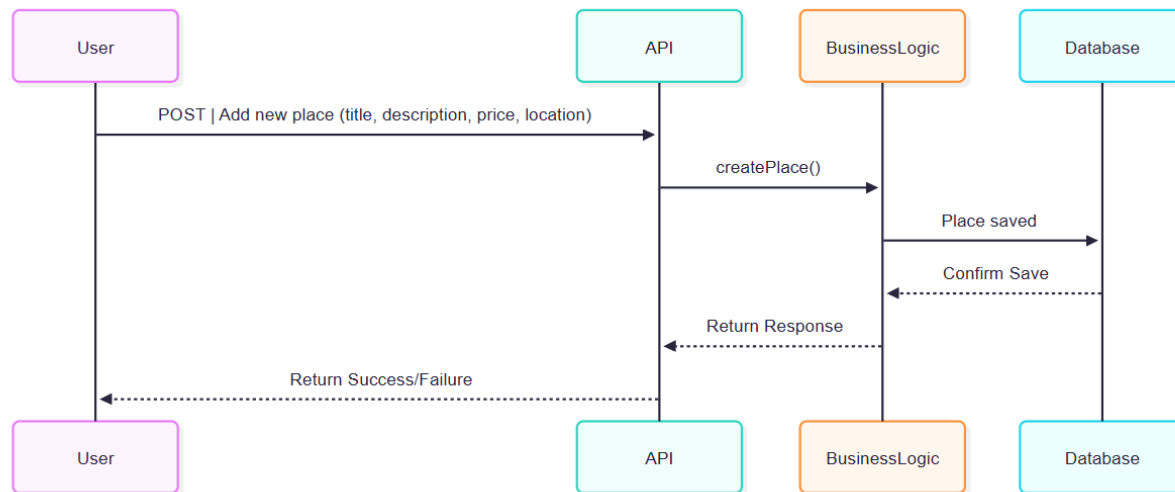 User
API
BusinessLogic
Database
POST | Add new place (title, description, price, location)
createPlace()
Place saved
Confirm Save
Return Response
Return Success/Failure
User
API
BusinessLogic
Database